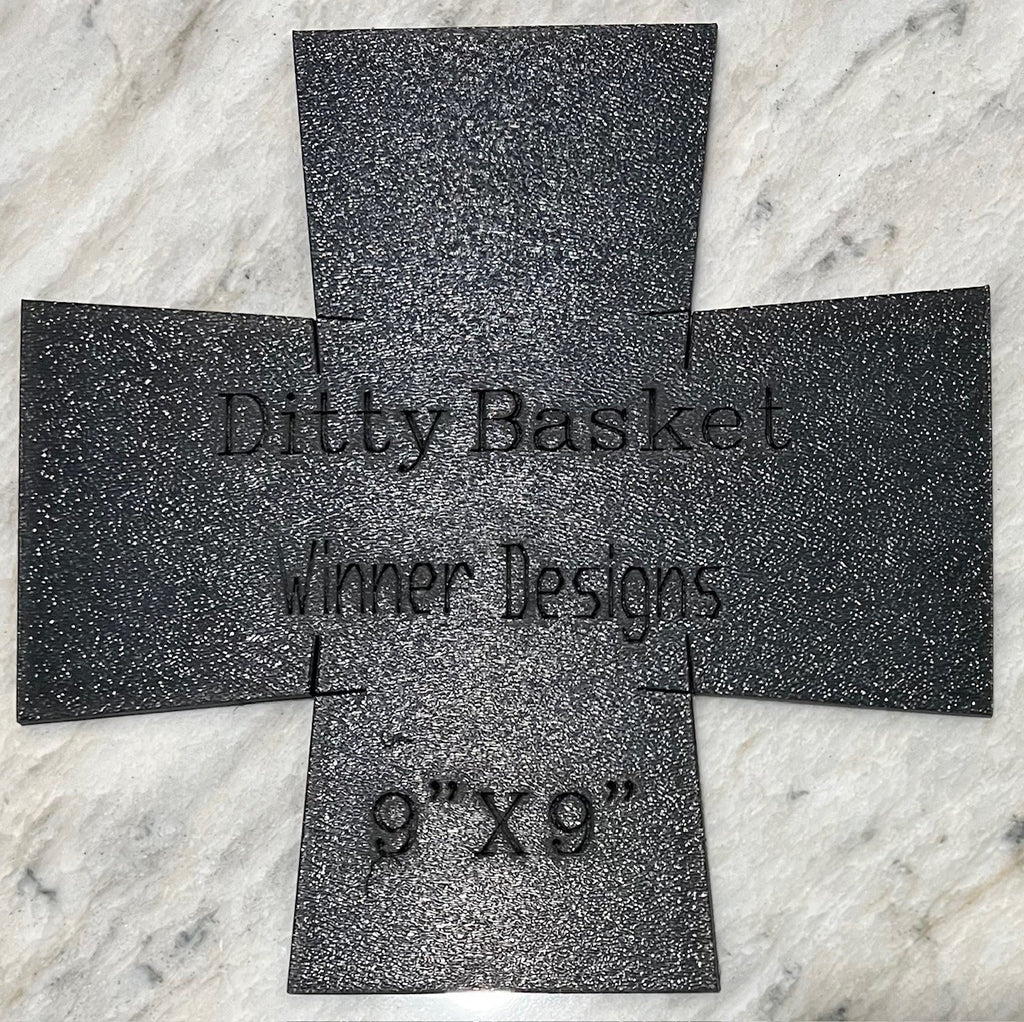 Ditty Basket
Winner Designs
9”X9”